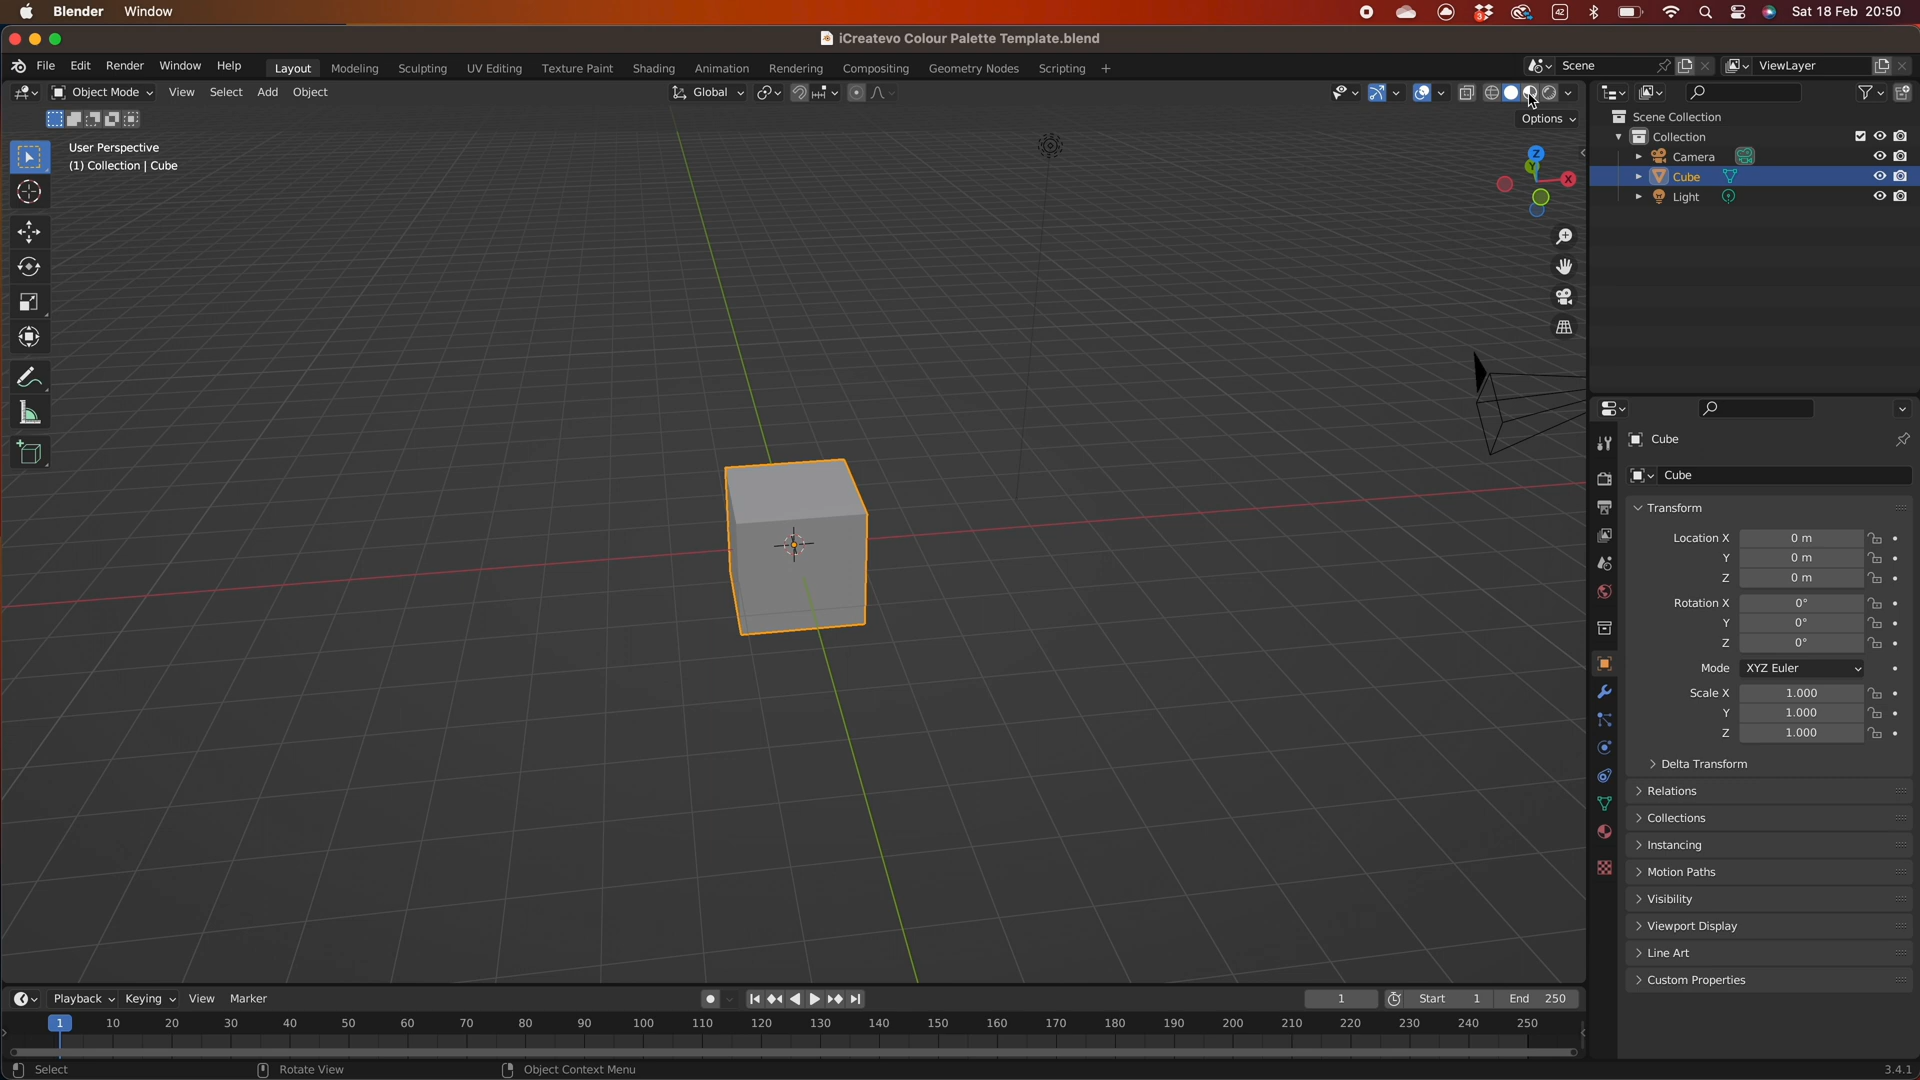 Blender Window 3 42 Sat 18 Feb 20:50
iCreatevo Colour Palette Template.blend
File Edit Render Window Help Layout Modeling Sculpting UV Editing Texture Paint Shading Animation Rendering Compositing Geometry Nodes Scripting + Scene ViewLayer
Object Mode View Select Add Object Global
Options
User Perspective
(1) Collection | Cube
Z
Y
X
Scene Collection
Collection
Camera
Cube
Light
Cube
Cube
Transform
Location X 0 m
Y 0 m
Z 0 m
Rotation X 0°
Y 0°
Z 0°
Mode XYZ Euler
Scale X 1.000
Y 1.000
Z 1.000
Delta Transform
Relations
Collections
Instancing
Motion Paths
Visibility
Viewport Display
Line Art
Custom Properties
Playback Keying View Marker 1 Start 1 End 250
1 10 20 30 40 50 60 70 80 90 100 110 120 130 140 150 160 170 180 190 200 210 220 230 240 250
Select Rotate View Object Context Menu 3.4.1